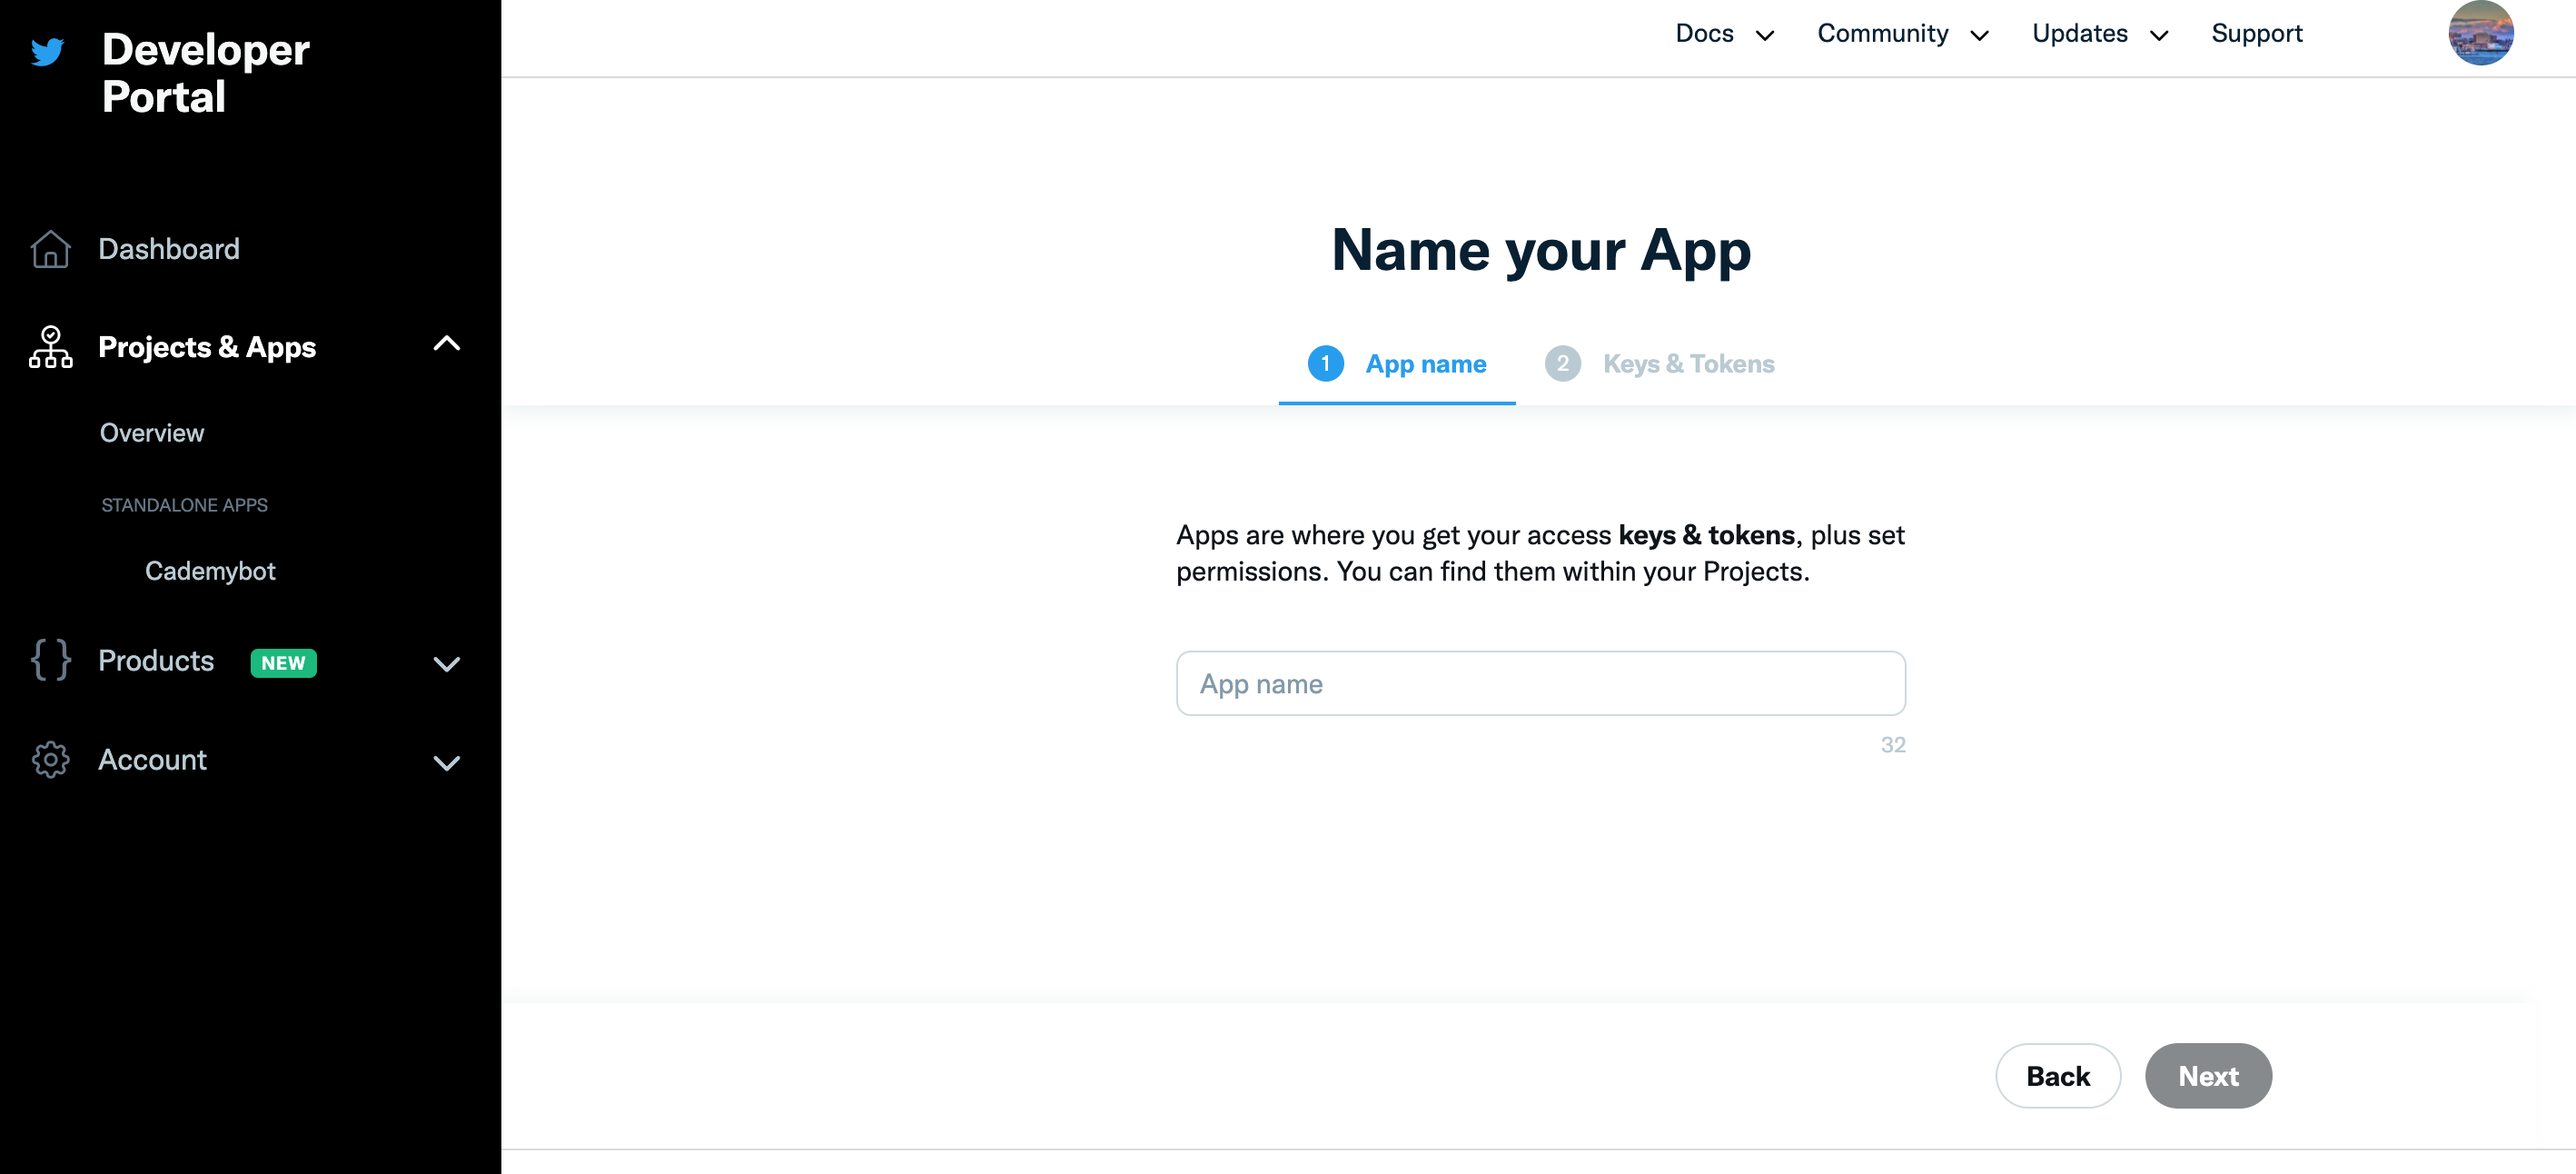 Developer
Portal
Docs
Community
Updates
Support
Dashboard
Projects & Apps
Overview
STANDALONE APPS
Cademybot
Products NEW
Account
Name your App
1 App name
2 Keys & Tokens
Apps are where you get your access keys & tokens, plus set
permissions. You can find them within your Projects.
App name
32
Back
Next